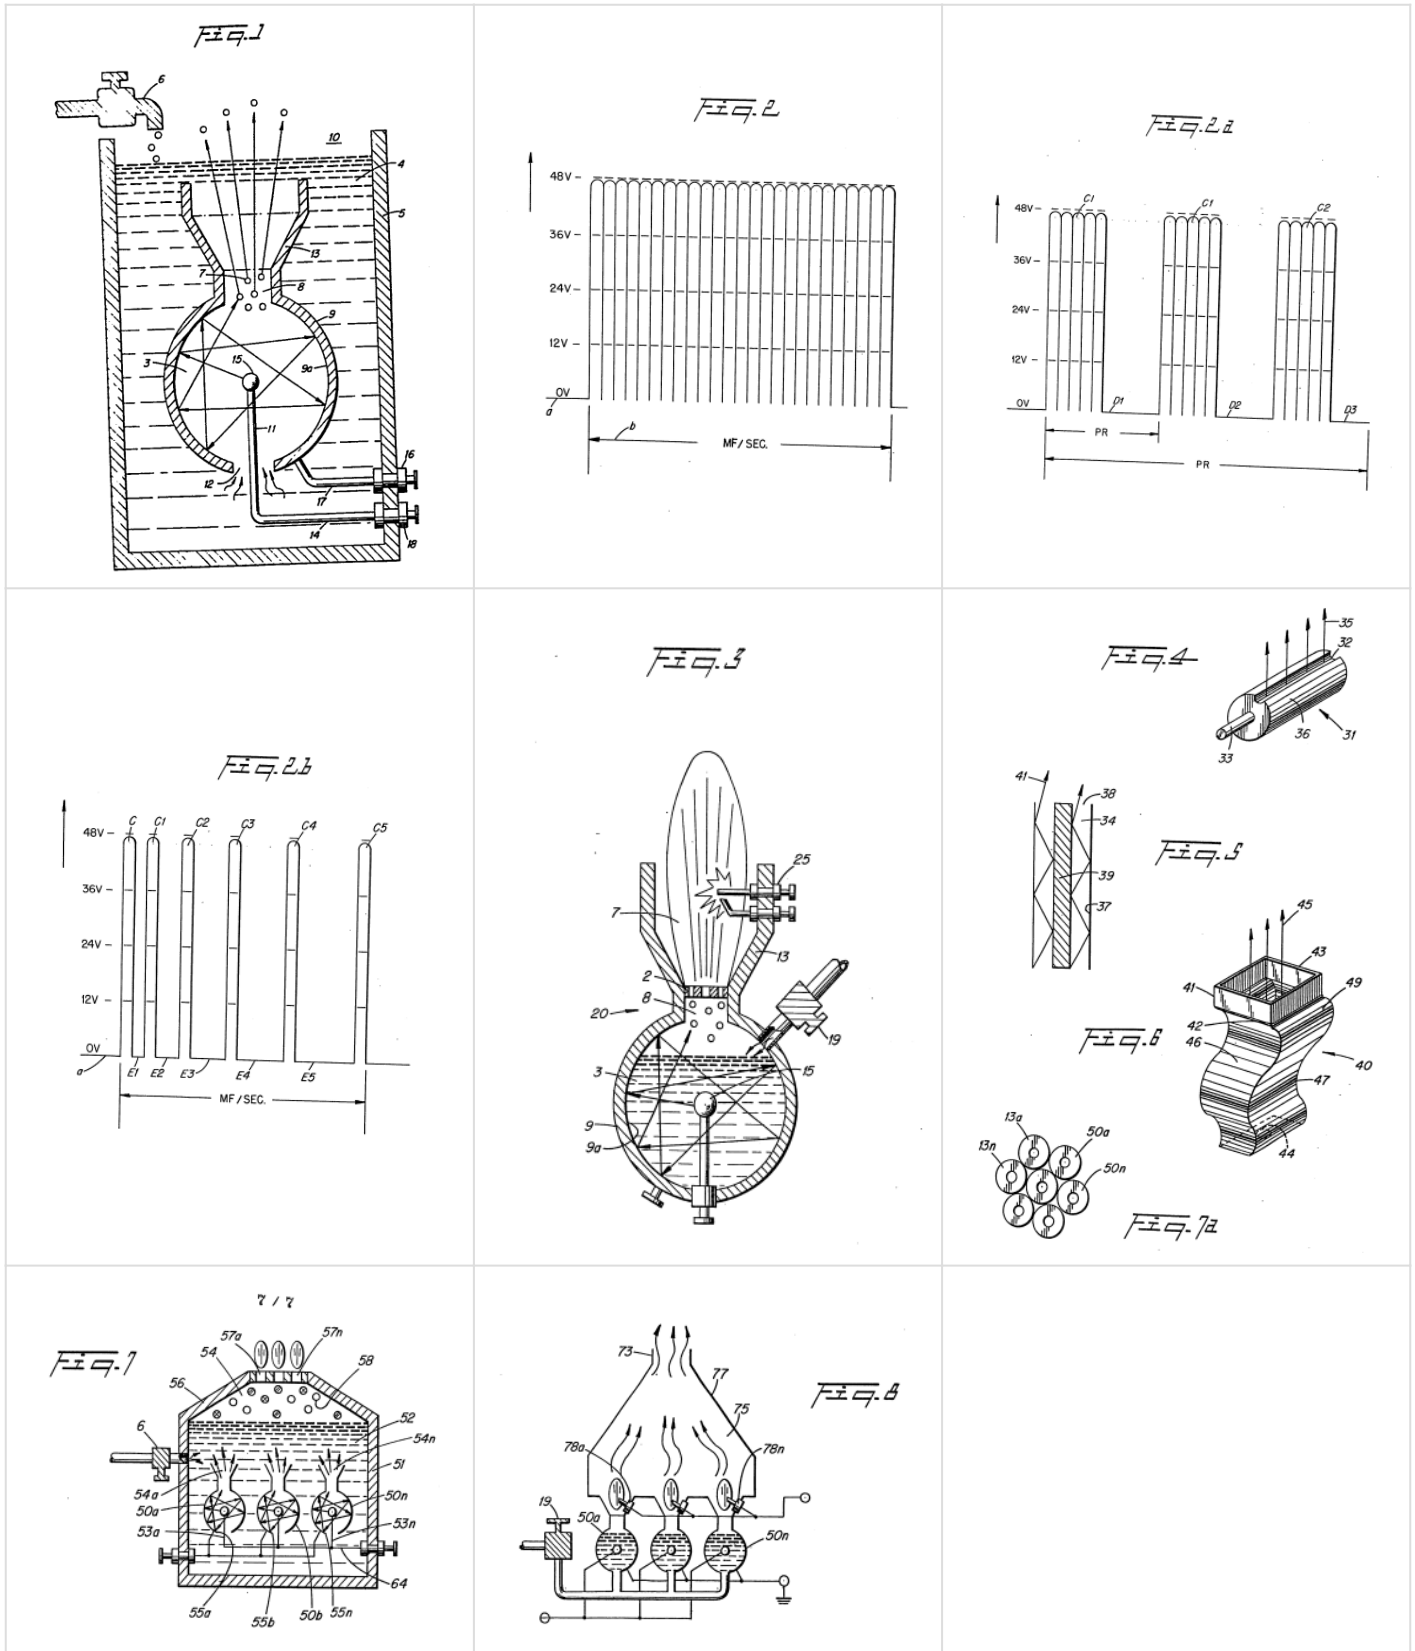 Fig. 1
6
10
4
5
13
7
8
9
3
15
9a
11
12
16
17
14
18
Fig. 2
48V
36V
24V
12V
0V
a
b
MF/SEC.
Fig. 2a
48V
C1
C1
C2
36V
24V
12V
0V
D1
D2
D3
PR
PR
Fig. 2b
C C1 C2 C3 C4 C5
48V
36V
24V
12V
0V
a
E1 E2 E3 E4 E5
MF/SEC.
Fig. 3
25
7
13
2
8
20
19
3
15
9
9a
Fig. 4
35
32
36
31
33
41
38
34
Fig. 5
39
37
45
43
41
49
42
Fig. 6
46
40
47
13a
50a
13n
50n
44
Fig. 7a
7 / 7
57a
57n
Fig. 7
54
58
56
52
6
54n
51
54a
50a
50n
53a
53n
64
55a
55b
50b
55n
73
77
Fig. 8
75
78a
78n
19
50a
50n